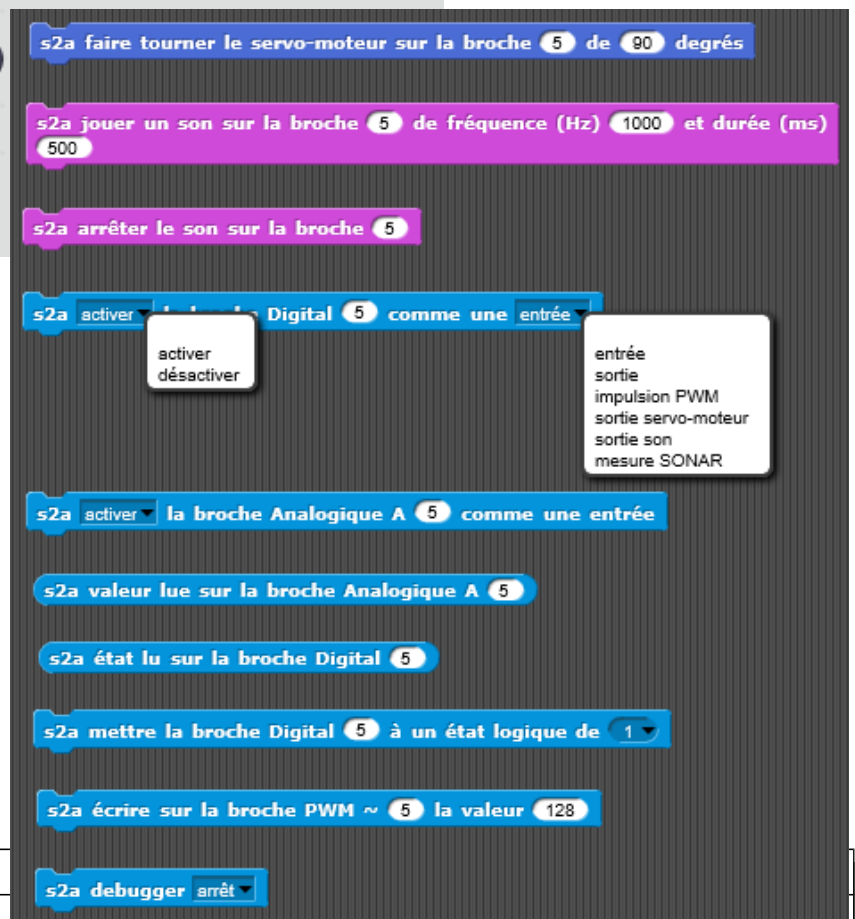 s2a faire tourner le servo-moteur sur la broche 5 de 90 degrés
s2a jouer un son sur la broche 5 de fréquence (Hz) 1000 et durée (ms)
500
s2a arrêter le son sur la broche 5
s2a activer Digital 5 comme une entrée
activer
désactiver
entrée
sortie
impulsion PWM
sortie servo-moteur
sortie son
mesure SONAR
s2a activer la broche Analogique A 5 comme une entrée
s2a valeur lue sur la broche Analogique A 5
s2a état lu sur la broche Digital 5
s2a mettre la broche Digital 5 à un état logique de 1
s2a écrire sur la broche PWM ~ 5 la valeur 128
s2a debugger arrêt